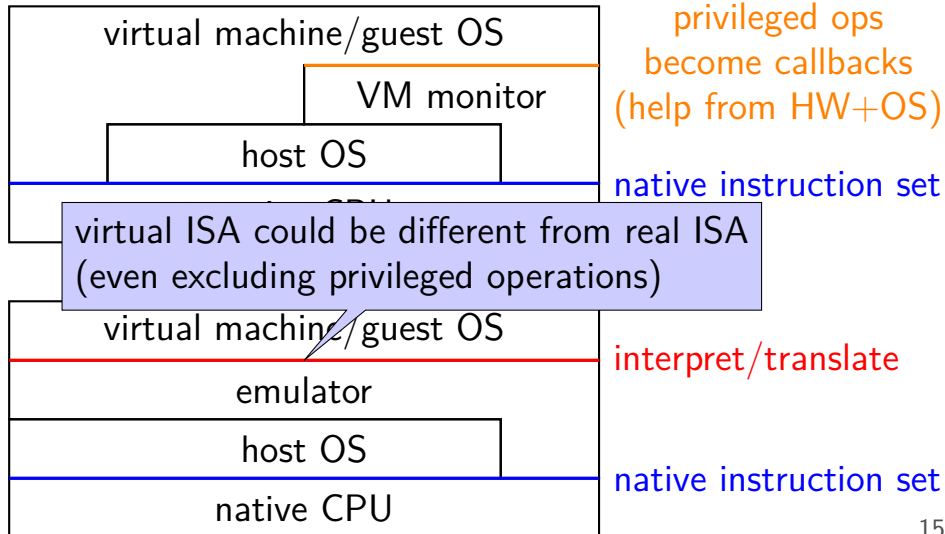 virtual machine/guest OS
VM monitor
host OS
privileged ops
become callbacks
(help from HW+OS)
native instruction set
virtual ISA could be different from real ISA
(even excluding privileged operations)
virtual machine/guest OS
interpret/translate
emulator
host OS
native instruction set
native CPU
15